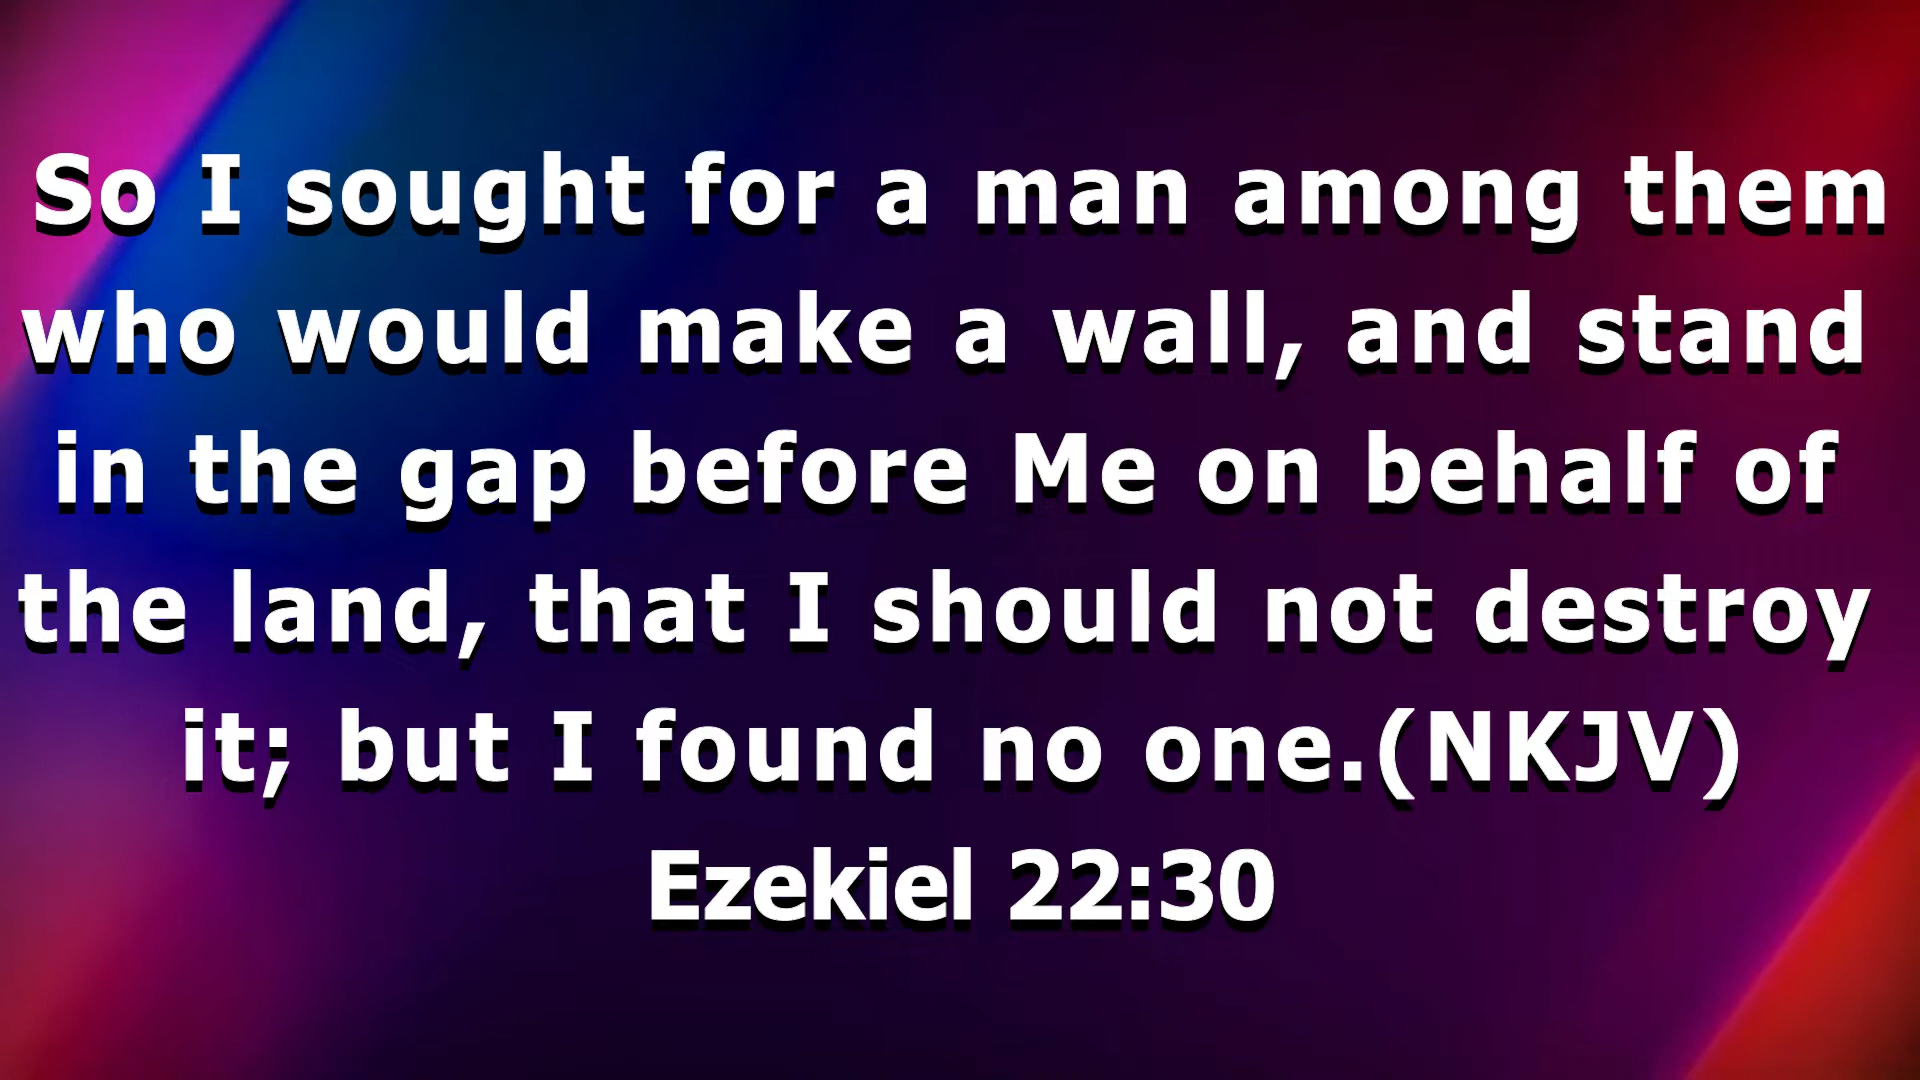 So I sought for a man among them
who would make a wall, and stand
in the gap before Me on behalf of
the land, that I should not destroy
it; but I found no one.(NKJV)
Ezekiel 22:30